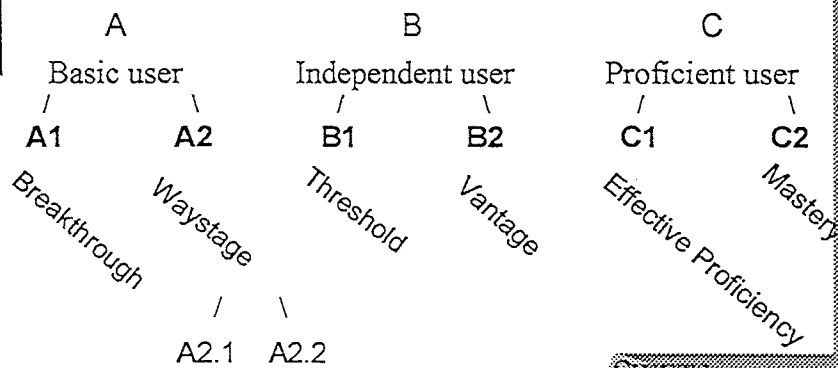 A B C
Basic user Independent user Proficient user
/ \ / \ / \
A1 A2 B1 B2 C1 C2
Breakthrough Waystage Threshold Vantage Effective Proficiency Mastery
/ \
A2.1 A2.2